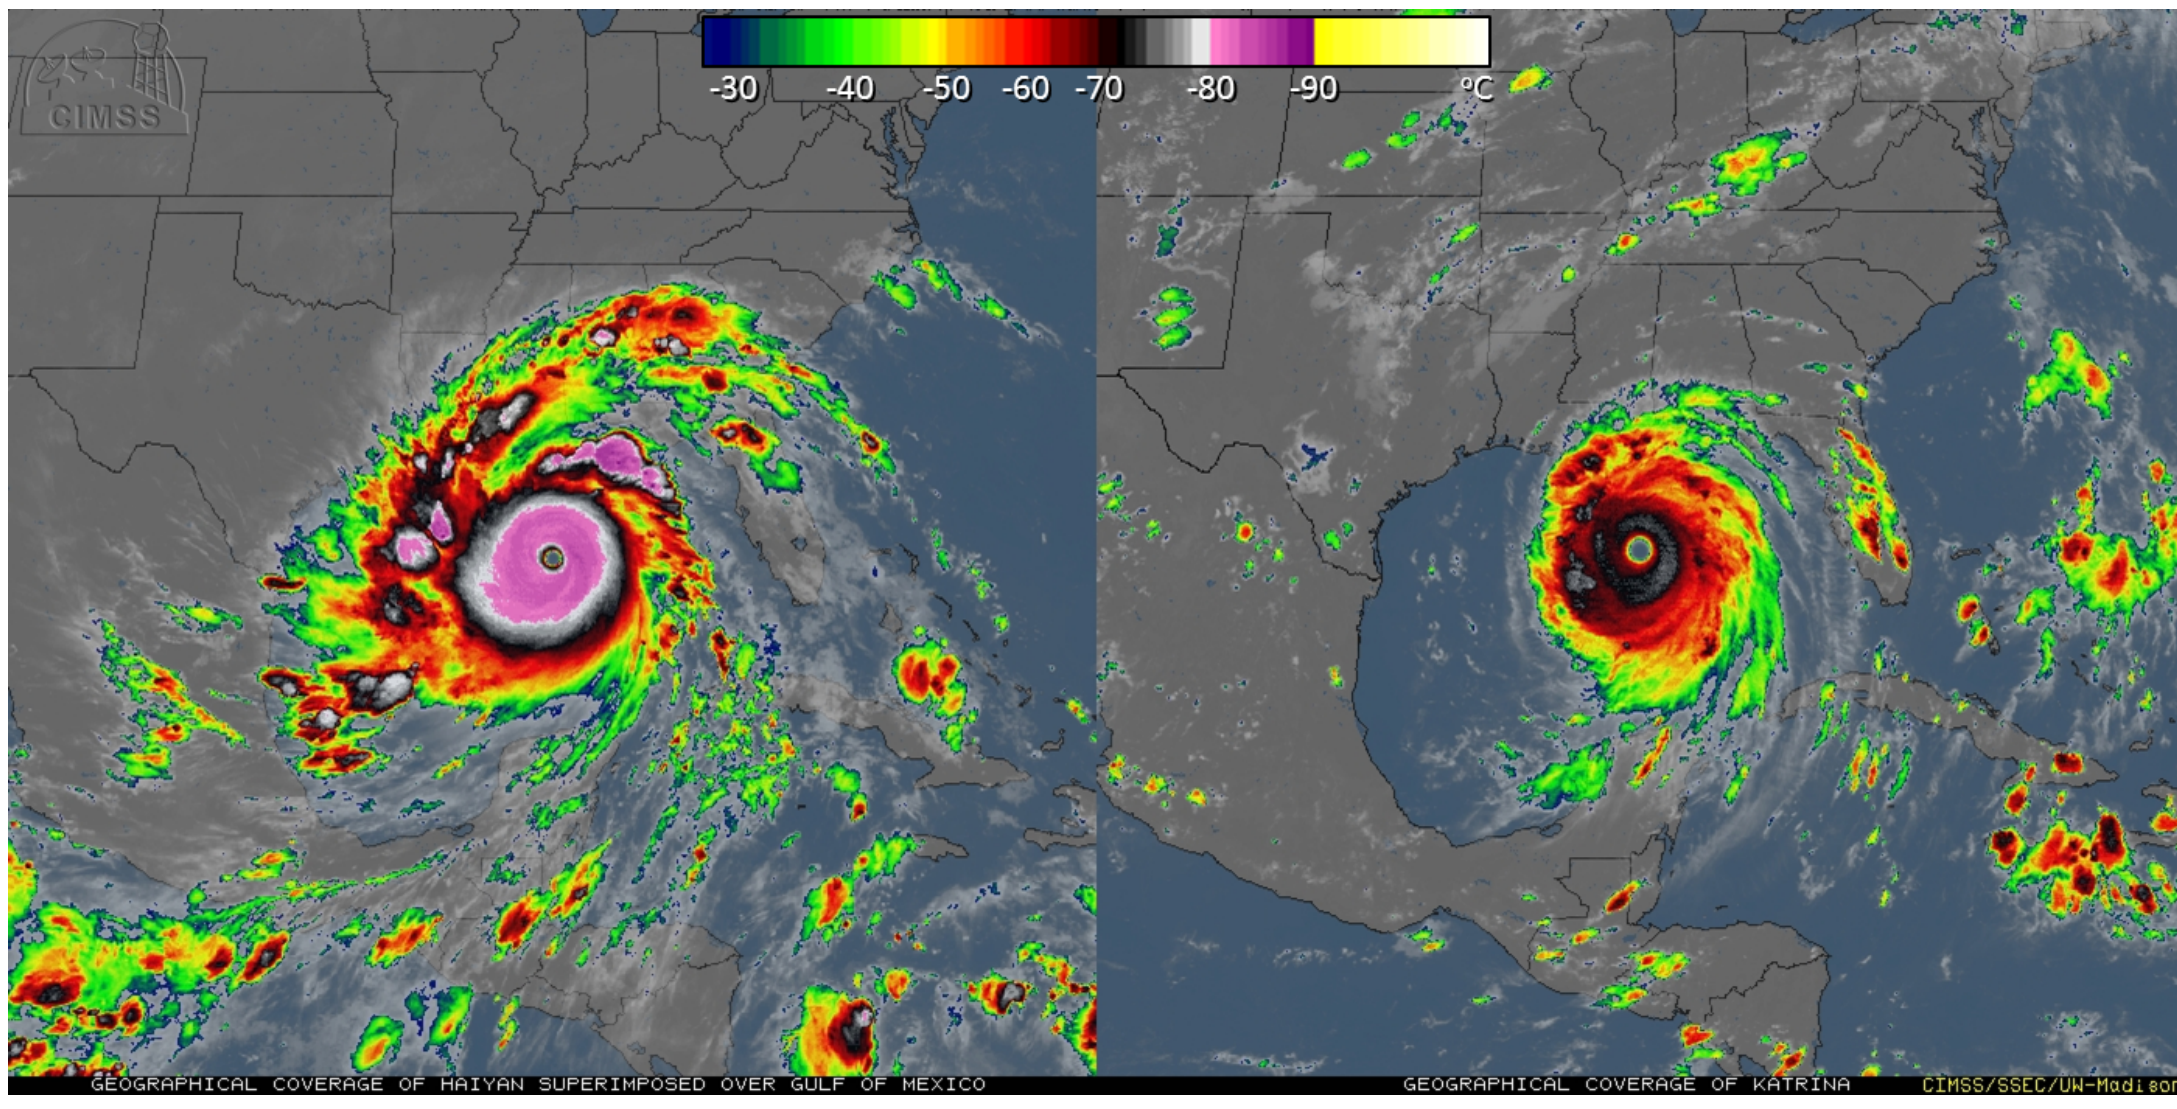 CIMSS
-30 -40 -50 -60 -70 -80 -90 ºC
GEOGRAPHICAL COVERAGE OF HAIYAN SUPERIMPOSED OVER GULF OF MEXICO
GEOGRAPHICAL COVERAGE OF KATRINA
CIMSS/SSEC/UW-Madison